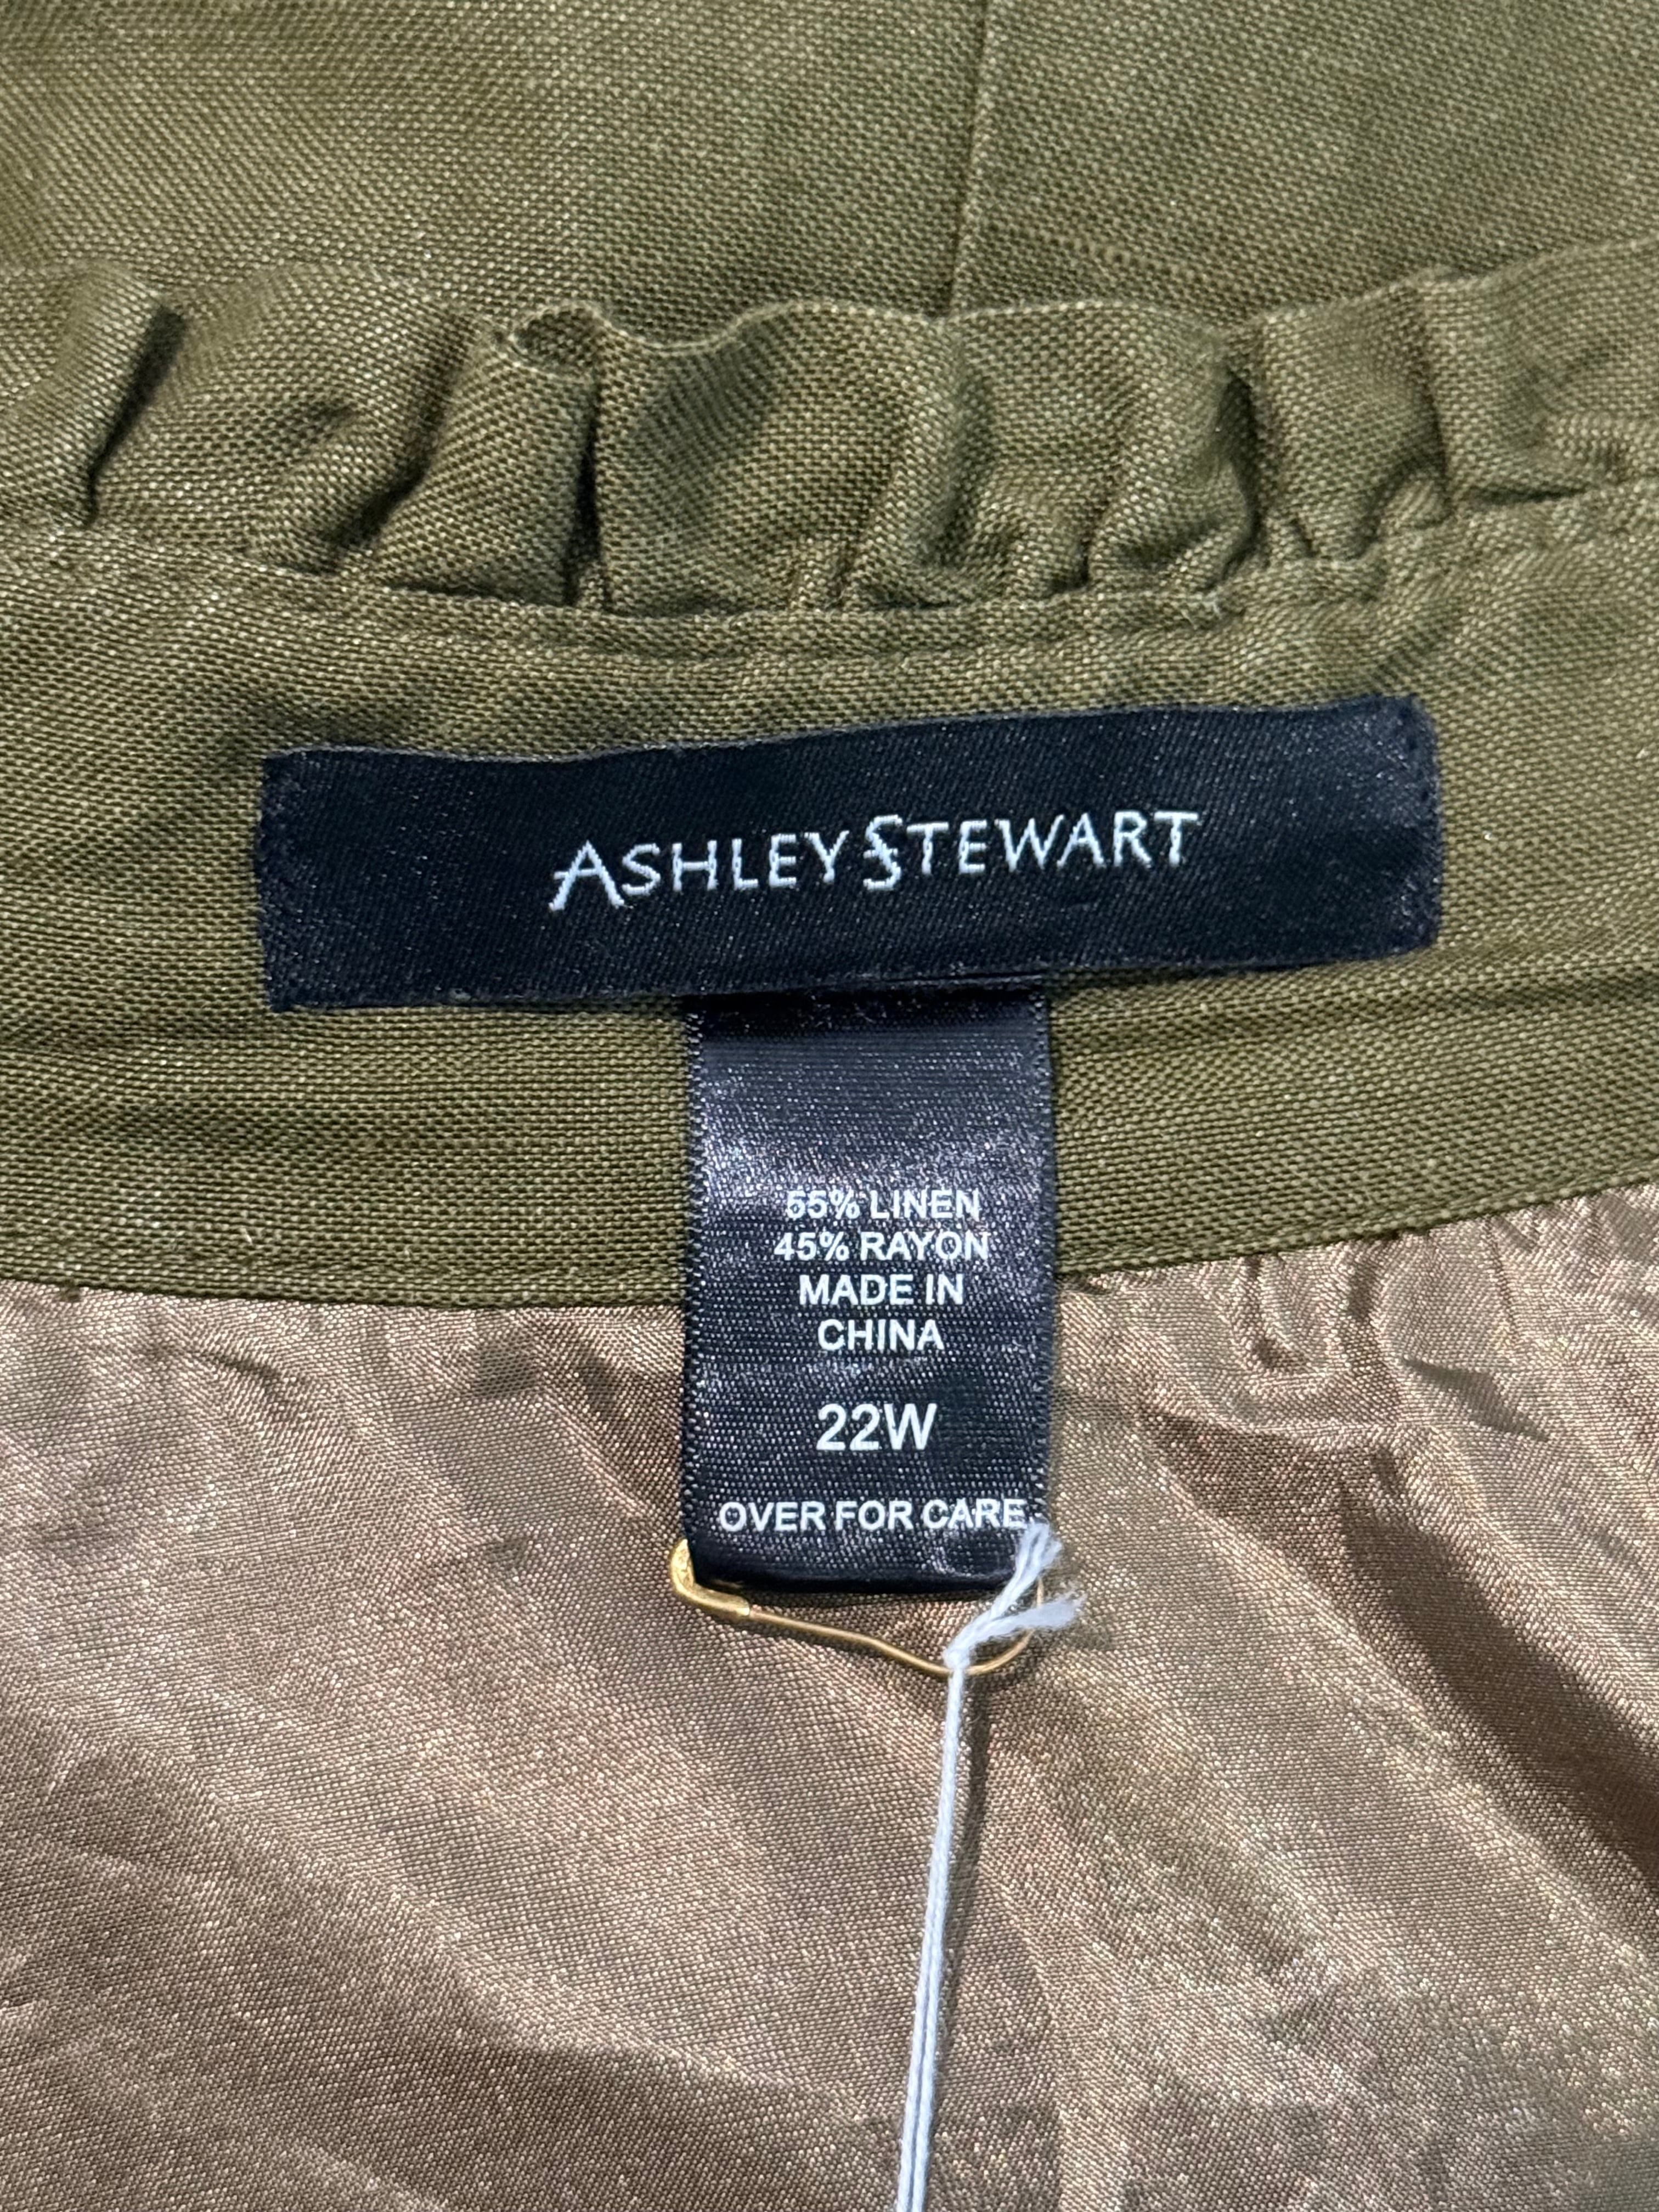 ASHLEY STEWART
55% LINEN
45% RAYON
MADE IN
CHINA
22W
OVER FOR CARE